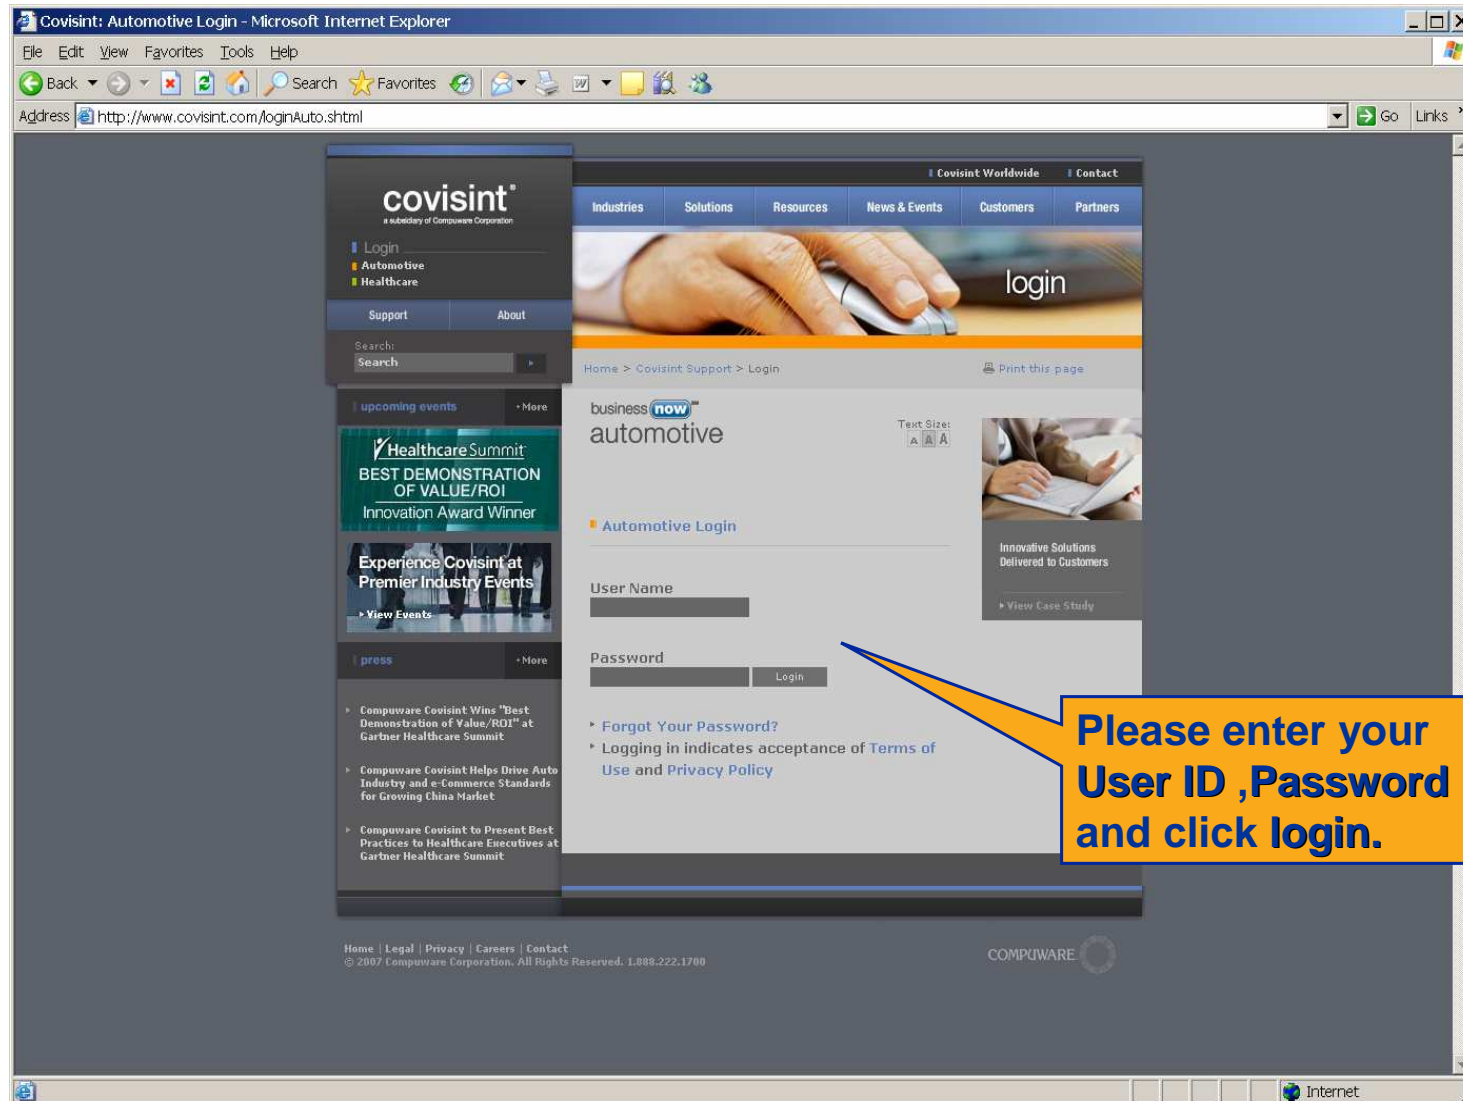 Covisint: Automotive Login - Microsoft Internet Explorer
File Edit View Favorites Tools Help
Back Search Favorites
Address http://www.covisint.com/loginAuto.shtml Go Links
covisint
a subsidiary of Compuware Corporation
Login
Automotive
Healthcare
Support About
Search:
Search
Covisint Worldwide Contact
Industries Solutions Resources News & Events Customers Partners
login
Home > Covisint Support > Login Print this page
upcoming events More
HealthcareSummit
BEST DEMONSTRATION
OF VALUE/ROI
Innovation Award Winner
Experience Covisint at
Premier Industry Events
View Events
press More
Compuware Covisint Wins "Best
Demonstration of Value/ROI" at
Gartner Healthcare Summit
Compuware Covisint Helps Drive Auto
Industry and e-Commerce Standards
for Growing China Market
Compuware Covisint to Present Best
Practices to Healthcare Executives at
Gartner Healthcare Summit
business now
automotive
Text Size:
A A A
Automotive Login
User Name
Password
Login
Forgot Your Password?
Logging in indicates acceptance of Terms of
Use and Privacy Policy
Innovative Solutions
Delivered to Customers
View Case Study
Please enter your
User ID ,Password
and click login.
Home | Legal | Privacy | Careers | Contact
© 2007 Compuware Corporation. All Rights Reserved. 1.888.222.1700
COMPUWARE
Internet